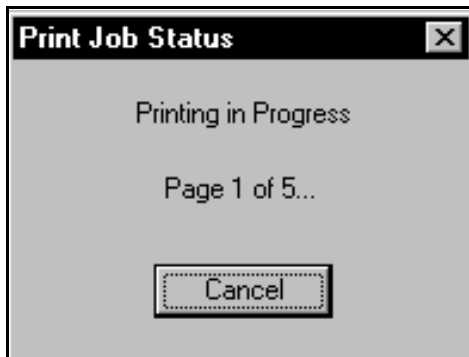 Print Job Status
Printing in Progress
Page 1 of 5...
Cancel